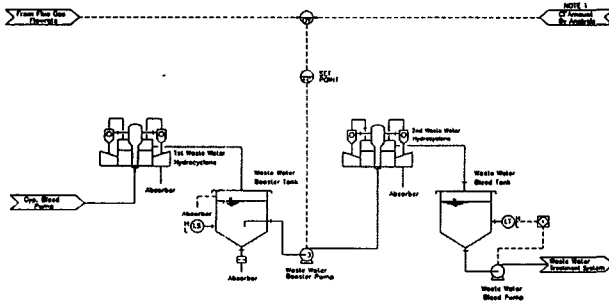 From Flue Gas
Flowrate
NOTE 1
Cl Amount
By Analysis
SET
POINT
1st Waste Water
Hydrocyclone
2nd Waste Water
Hydrocyclone
Absorber
Waste Water
Booster Tank
Absorber
Waste Water
Bleed Tank
Gyp. Bleed
Pump
Absorber
H
LS
H
LT
Absorber
Waste Water
Booster Pump
Waste Water
Treatment System
Waste Water
Bleed Pump